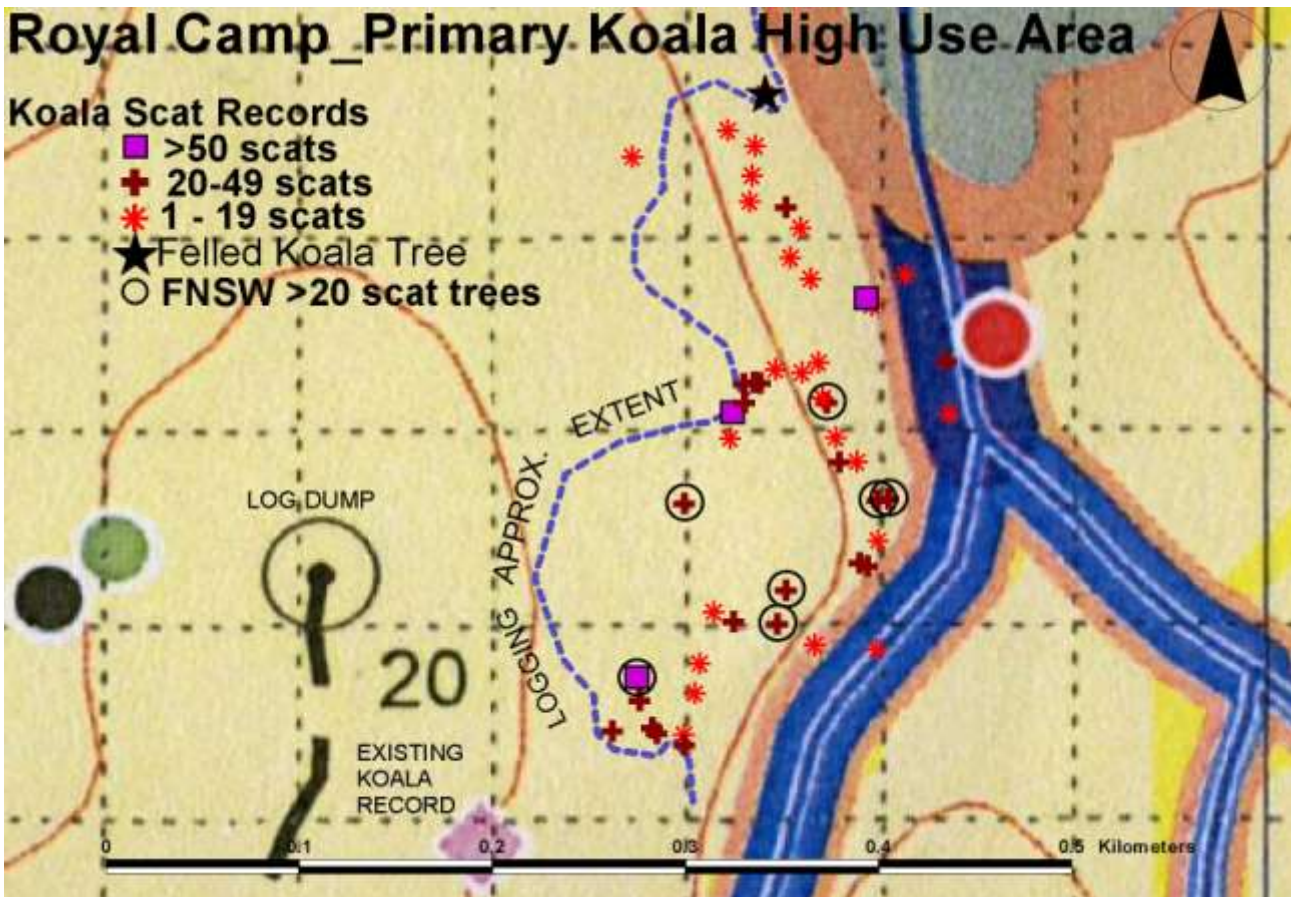 Royal Camp_Primary Koala High Use Area
Koala Scat Records
>50 scats
20-49 scats
1 - 19 scats
Felled Koala Tree
FNSW >20 scat trees
EXTENT
APPROX.
LOGGING
LOG DUMP
20
EXISTING
KOALA
RECORD
0 0.1 0.2 0.3 0.4 0.5 Kilometers